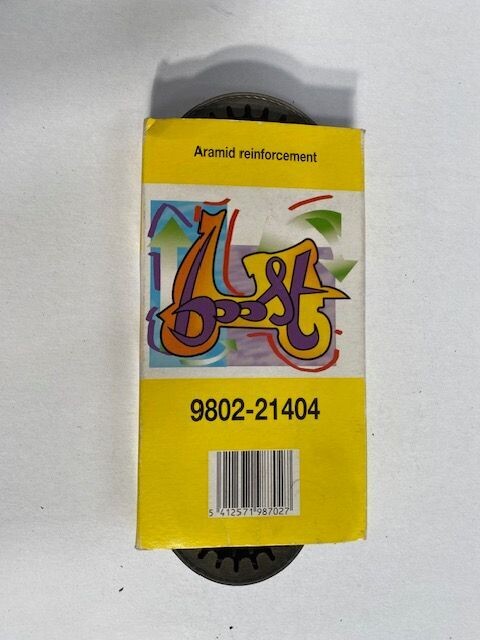 Aramid reinforcement
boost
9802-21404
5 412571 987027